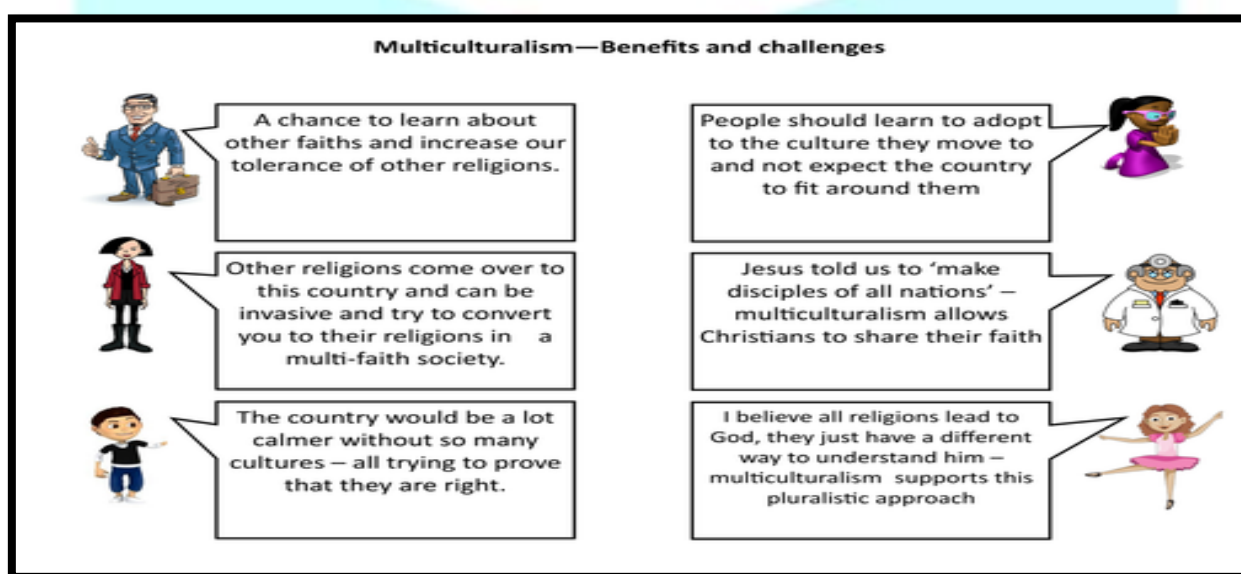 Multiculturalism—Benefits and challenges
A chance to learn about
other faiths and increase our
tolerance of other religions.
People should learn to adopt
to the culture they move to
and not expect the country
to fit around them
Other religions come over to
this country and can be
invasive and try to convert
you to their religions in a
multi-faith society.
Jesus told us to ‘make
disciples of all nations’ –
multiculturalism allows
Christians to share their faith
The country would be a lot
calmer without so many
cultures – all trying to prove
that they are right.
I believe all religions lead to
God, they just have a different
way to understand him –
multiculturalism supports this
pluralistic approach